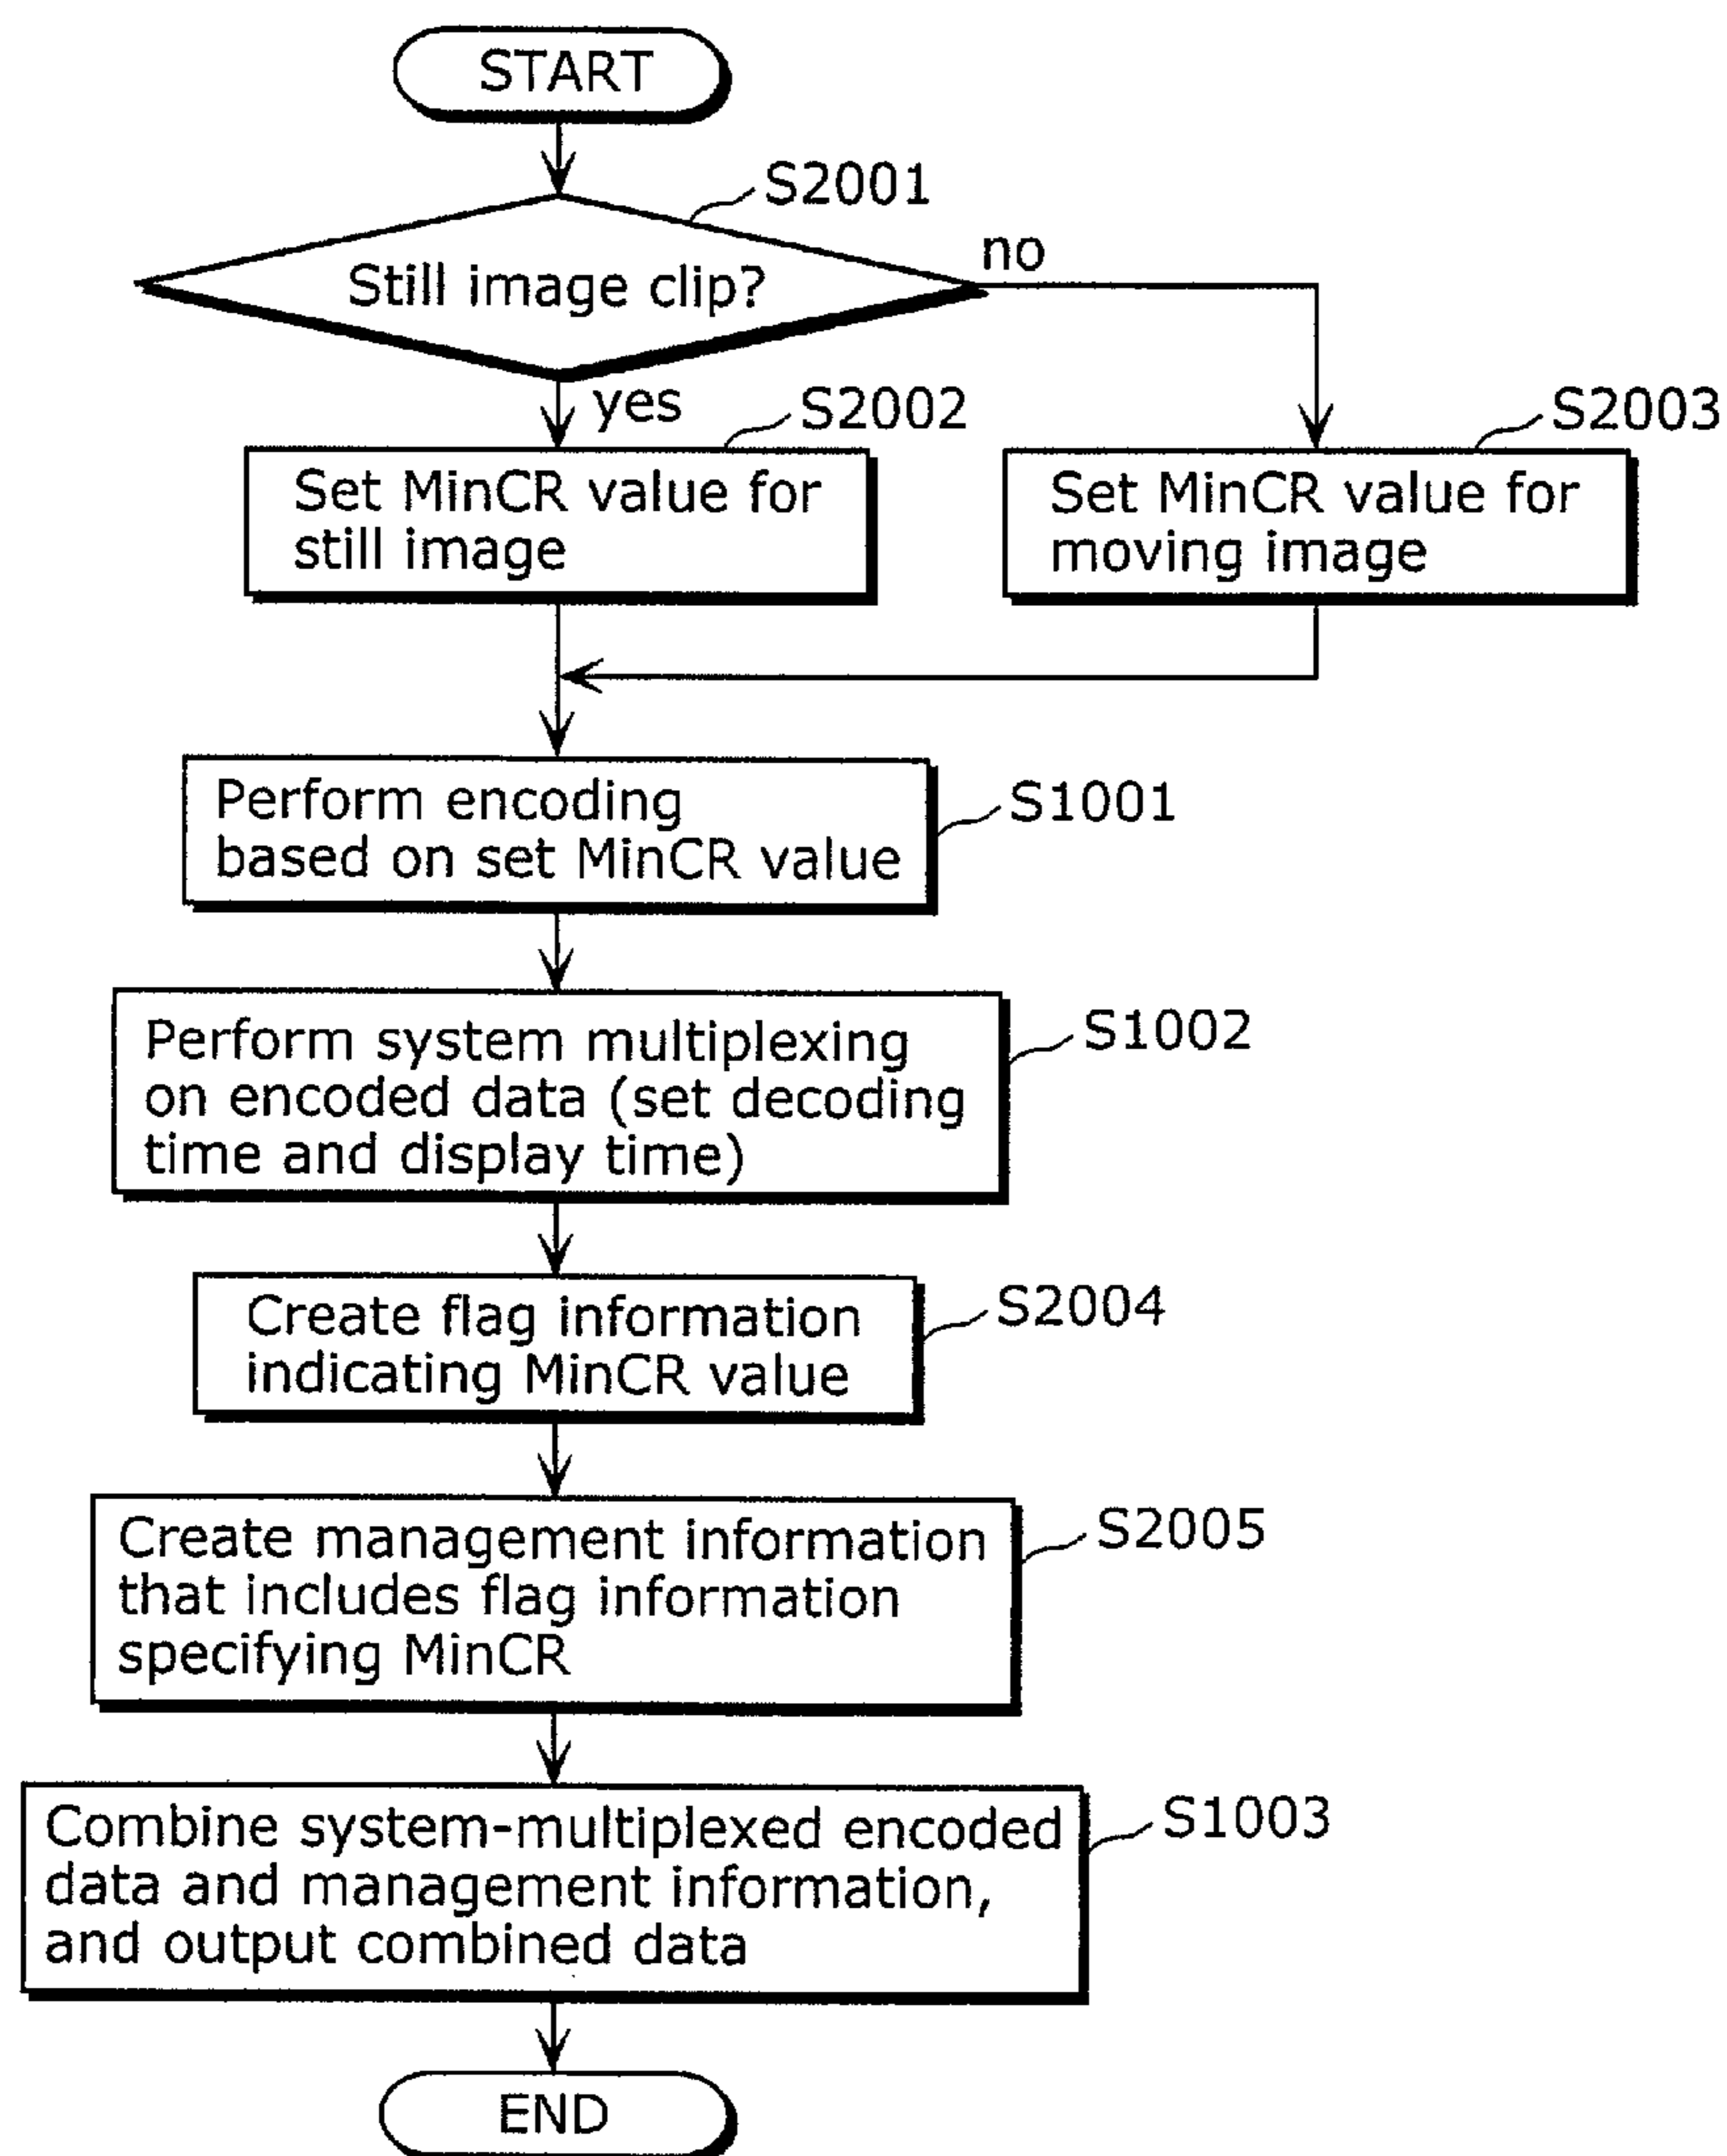 START
S2001
Still image clip?
no
yes
S2002
S2003
Set MinCR value for
still image
Set MinCR value for
moving image
Perform encoding
based on set MinCR value
S1001
Perform system multiplexing
on encoded data (set decoding
time and display time)
S1002
Create flag information
indicating MinCR value
S2004
Create management information
that includes flag information
specifying MinCR
S2005
Combine system-multiplexed encoded
data and management information,
and output combined data
S1003
END